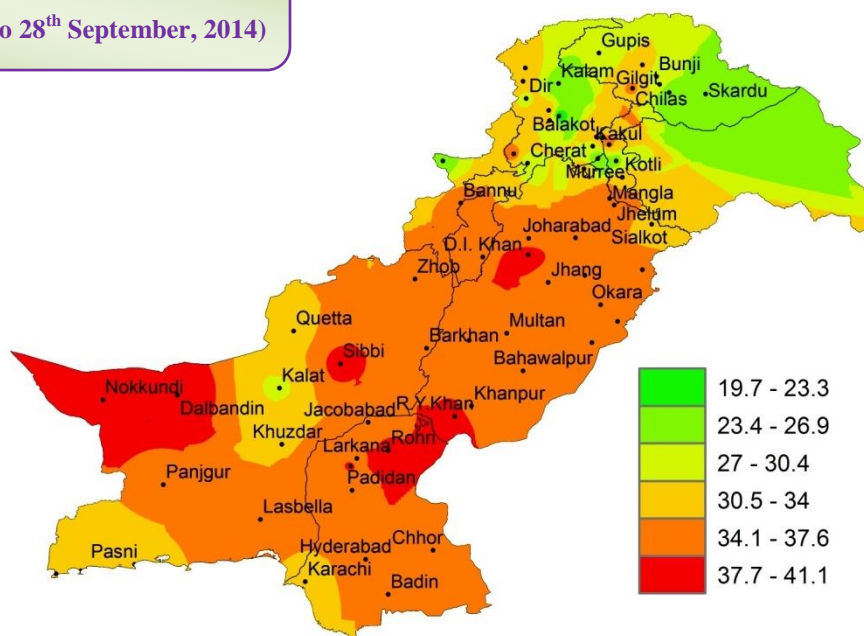 o 28th September, 2014)
Gupis
Bunji
Kalam
Dir
Gilgit
Skardu
Chilas
Balakot
Kakul
Cherat
Kotli
Murree
Bannu
Mangla
Jhelum
Joharabad
Sialkot
D.I. Khan
Zhob
Jhang
Okara
Quetta
Multan
Barkhan
Sibbi
Bahawalpur
Kalat
Nokkundi
Dalbandin
Khanpur
R.Y.Khan
Jacobabad
Khuzdar
Rohri
Larkana
Panjgur
Padidan
Lasbella
Chhor
Pasni
Hyderabad
Karachi
Badin
19.7 - 23.3
23.4 - 26.9
27 - 30.4
30.5 - 34
34.1 - 37.6
37.7 - 41.1